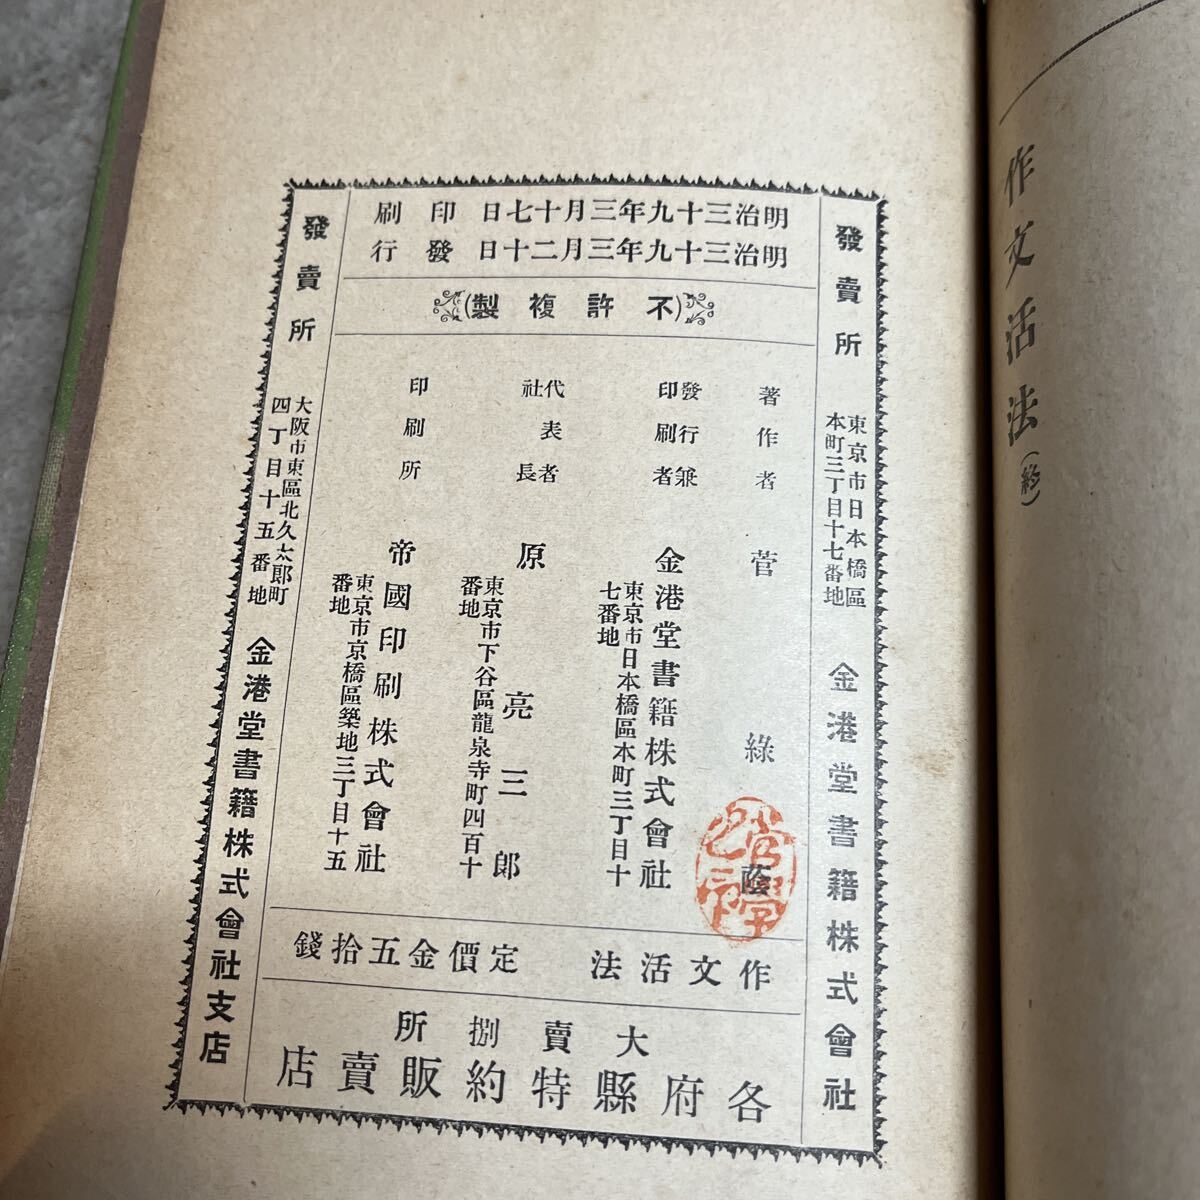 作文活法(終)
發賣所
東京市日本橋區
本町三丁目十七番地
金港堂書籍株式會社
明治三十九年三月十七日印刷
明治三十九年三月二十日發行
(不許複製)
著作者
菅綠蔭
發行兼
印刷者
金港堂書籍株式會社
東京市日本橋區本町三丁目十
七番地
代表者
社長
原亮三郎
東京市下谷區龍泉寺町四百十
番地
印刷所
帝國印刷株式會社
東京市京橋區築地三丁目十五
番地
作文活法
定價金五拾錢
大賣捌所
各府縣特約販賣店
發賣所
大阪市東區北久太郎町
四丁目十五番地
金港堂書籍株式會社支店